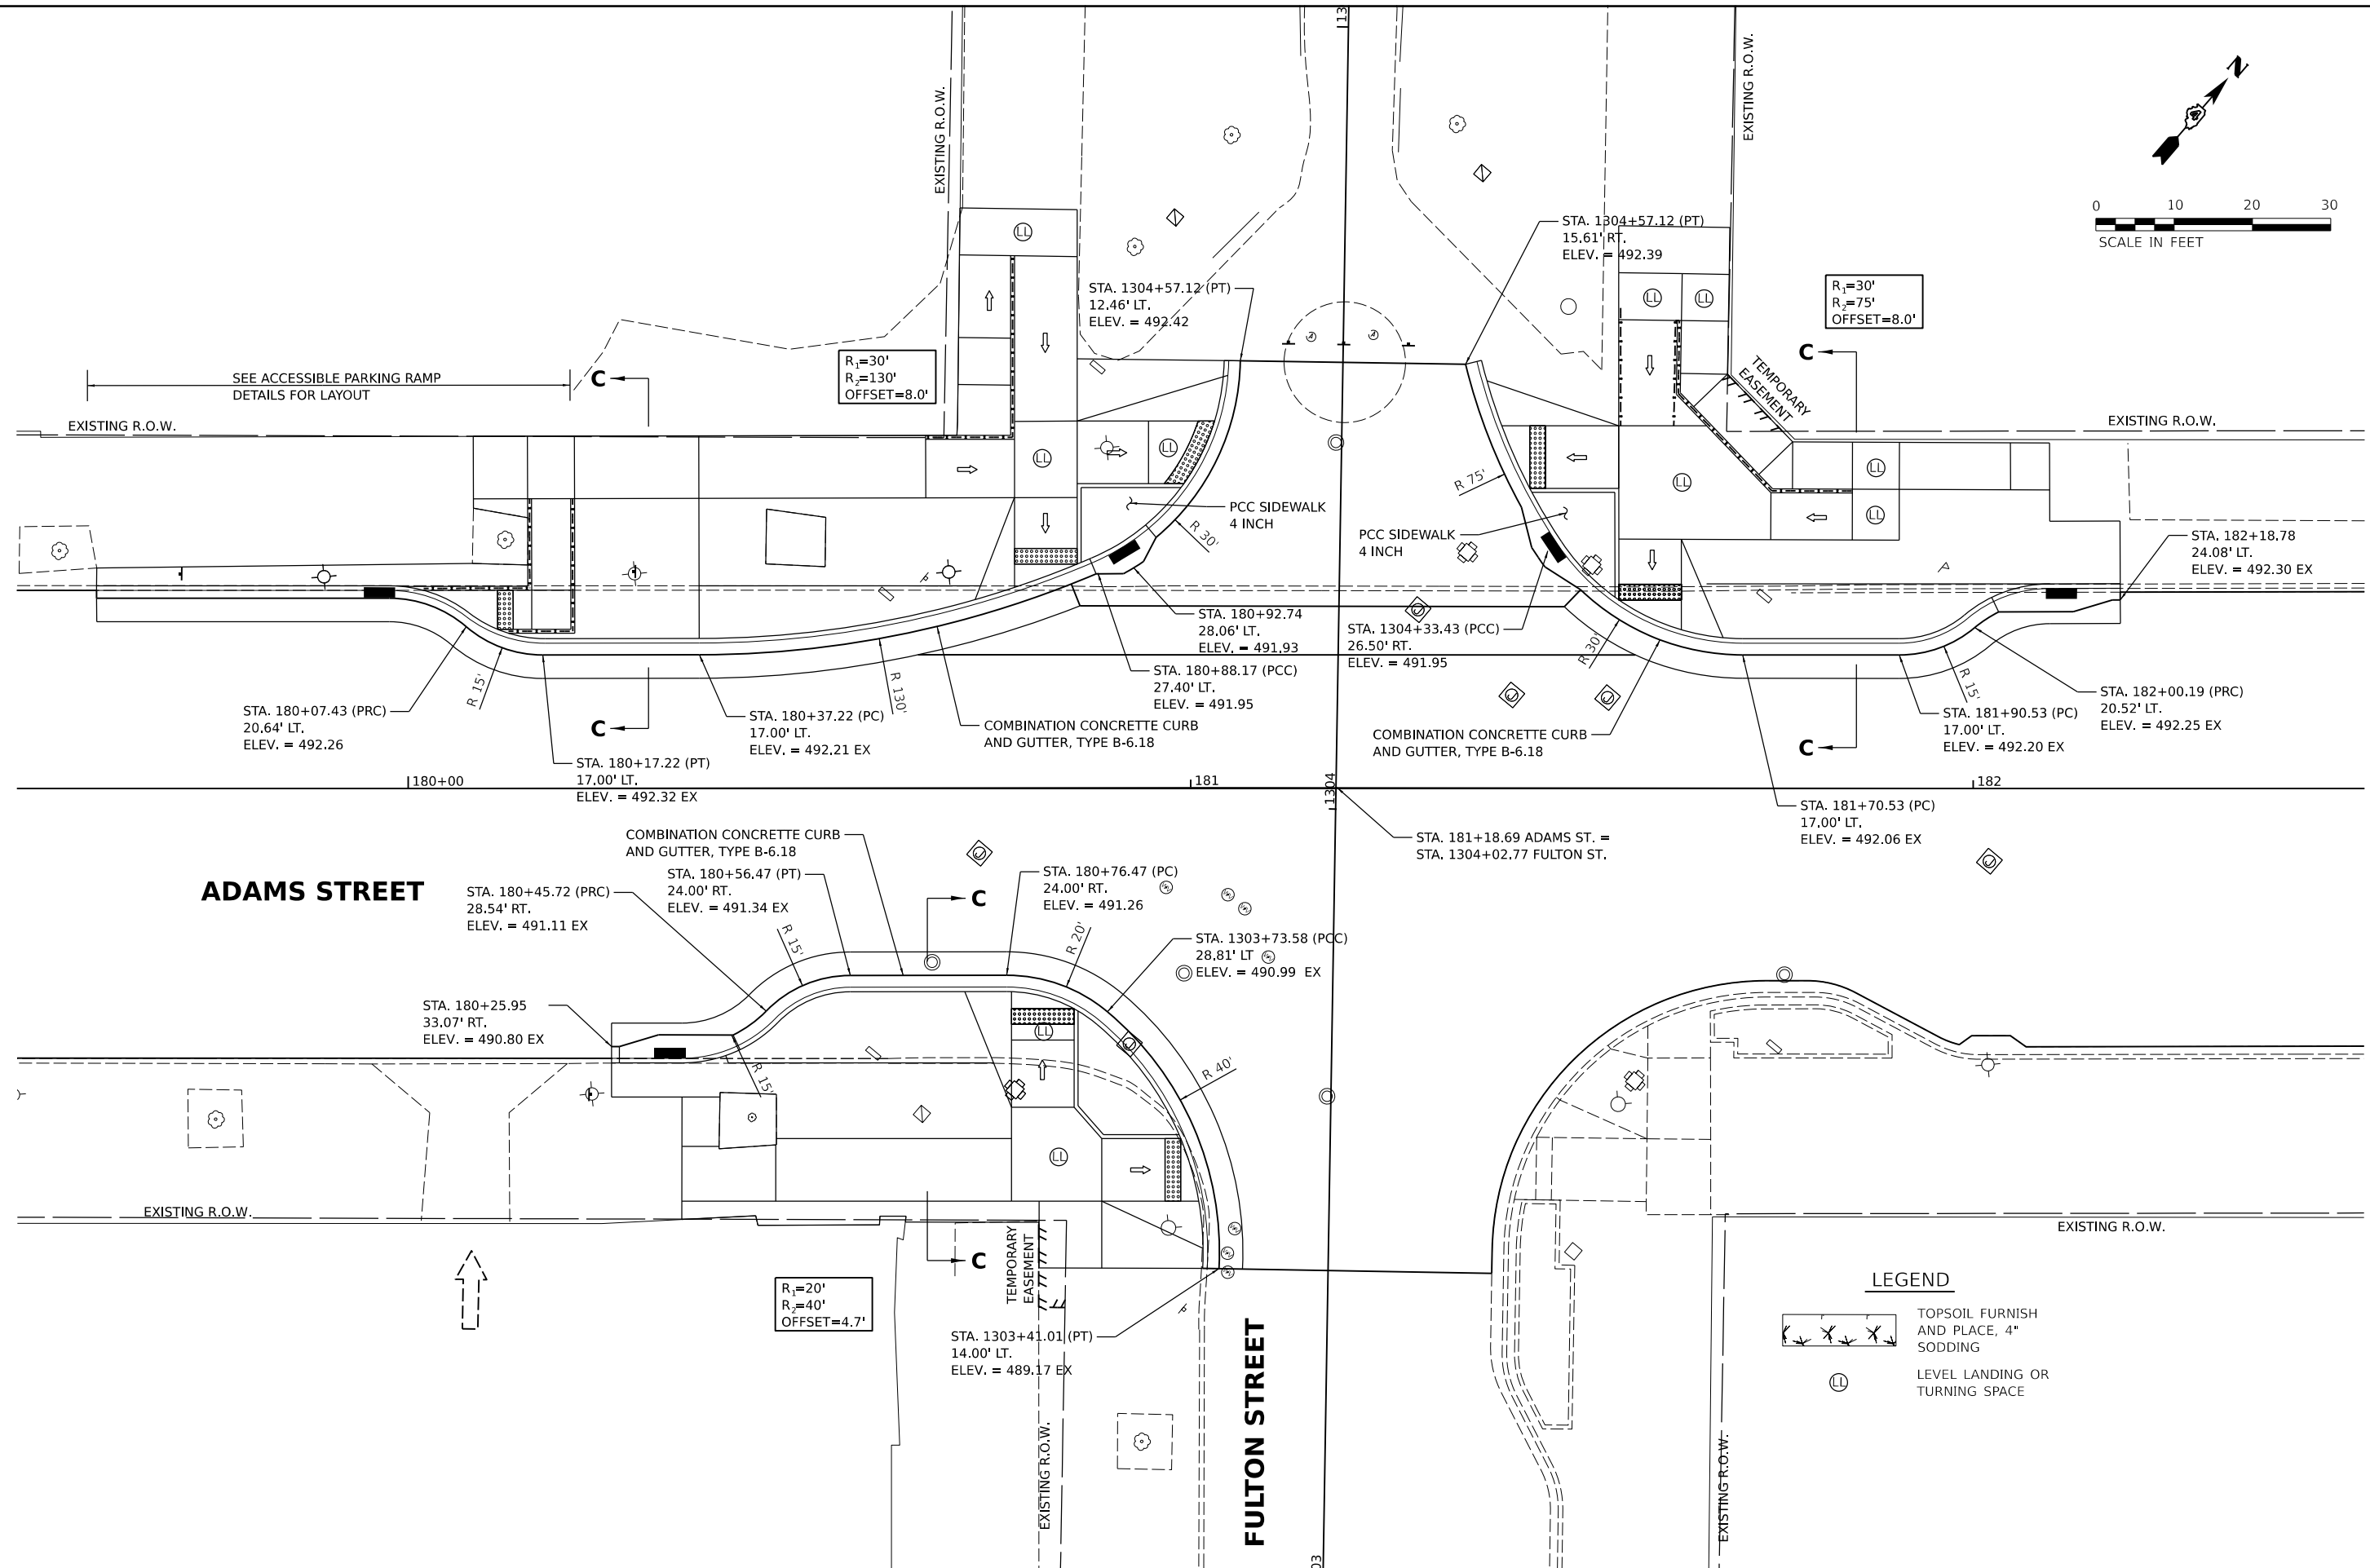 13
EXISTING R.O.W.
EXISTING R.O.W.
N
0 10 20 30
SCALE IN FEET
STA. 1304+57.12 (PT)
15.61' RT.
ELEV. = 492.39
LL
STA. 1304+57.12 (PT)
12.46' LT.
ELEV. = 492.42
LL
LL
R1=30'
R2=75'
OFFSET=8.0'
R1=30'
R2=130'
OFFSET=8.0'
C
C
SEE ACCESSIBLE PARKING RAMP
DETAILS FOR LAYOUT
TEMPORARY
EASEMENT
EXISTING R.O.W.
EXISTING R.O.W.
LL
LL
LL
LL
LL
R 75'
PCC SIDEWALK
4 INCH
R 30'
PCC SIDEWALK
4 INCH
STA. 182+18.78
24.08' LT.
ELEV. = 492.30 EX
STA. 180+92.74
28.06' LT.
ELEV. = 491.93
STA. 1304+33.43 (PCC)
26.50' RT.
ELEV. = 491.95
R 30'
STA. 180+88.17 (PCC)
27.40' LT.
ELEV. = 491.95
R 15'
R 130'
R 15'
STA. 180+07.43 (PRC)
20.64' LT.
ELEV. = 492.26
C
STA. 180+37.22 (PC)
17.00' LT.
ELEV. = 492.21 EX
COMBINATION CONCRETTE CURB
AND GUTTER, TYPE B-6.18
COMBINATION CONCRETTE CURB
AND GUTTER, TYPE B-6.18
C
STA. 181+90.53 (PC)
17.00' LT.
ELEV. = 492.20 EX
STA. 182+00.19 (PRC)
20.52' LT.
ELEV. = 492.25 EX
STA. 180+17.22 (PT)
17.00' LT.
ELEV. = 492.32 EX
180+00
181
1304
182
STA. 181+70.53 (PC)
17.00' LT.
ELEV. = 492.06 EX
STA. 181+18.69 ADAMS ST. =
STA. 1304+02.77 FULTON ST.
COMBINATION CONCRETTE CURB
AND GUTTER, TYPE B-6.18
ADAMS STREET
STA. 180+45.72 (PRC)
28.54' RT.
ELEV. = 491.11 EX
STA. 180+56.47 (PT)
24.00' RT.
ELEV. = 491.34 EX
C
STA. 180+76.47 (PC)
24.00' RT.
ELEV. = 491.26
R 15'
R 20'
STA. 1303+73.58 (PCC)
28.81' LT
ELEV. = 490.99 EX
STA. 180+25.95
33.07' RT.
ELEV. = 490.80 EX
LL
R 15'
R 40'
LL
EXISTING R.O.W.
EXISTING R.O.W.
C
TEMPORARY
EASEMENT
R1=20'
R2=40'
OFFSET=4.7'
STA. 1303+41.01 (PT)
14.00' LT.
ELEV. = 489.17 EX
FULTON STREET
EXISTING R.O.W.
EXISTING R.O.W.
03
LEGEND
TOPSOIL FURNISH
AND PLACE, 4"
SODDING
LL
LEVEL LANDING OR
TURNING SPACE